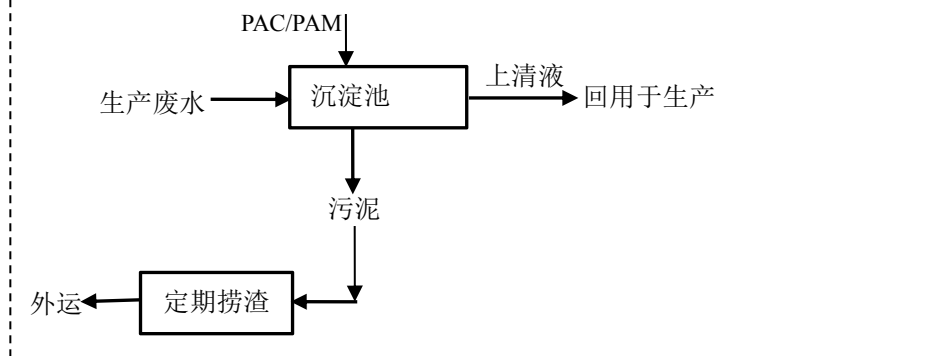 PAC/PAM
上清液
生产废水
沉淀池
回用于生产
污泥
外运
定期捞渣